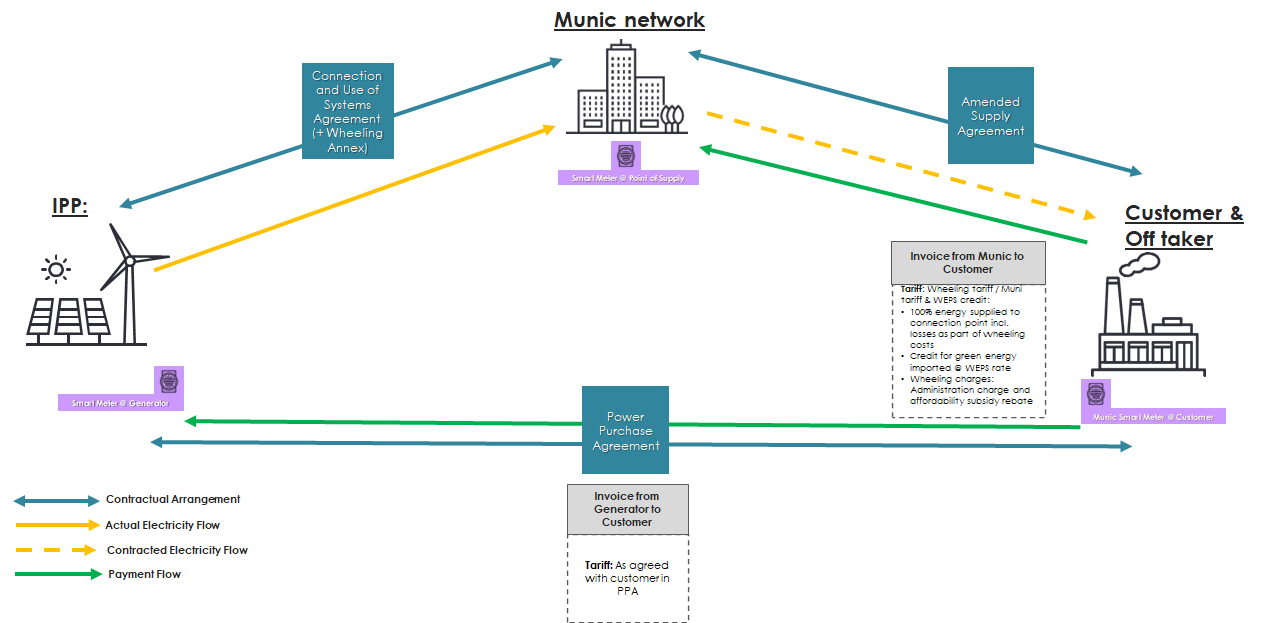 Munic network
Connection
and Use of
Systems
Agreement
(+ Wheeling
Annex)
Amended
Supply
Agreement
Smart Meter @ Point of Supply
IPP:
Customer &
Off taker
Invoice from Munic to
Customer
Tariff: Wheeling tariff / Muni
tariff & WEPS credit:
• 100% energy supplied to
connection point incl.
losses as part of wheeling
costs
• Credit for green energy
imported @ WEPS rate
• Wheeling charges:
Administration charge and
affordability subsidy rebate
Smart Meter @ Generator
Munic Smart Meter @ Customer
Power
Purchase
Agreement
Invoice from
Generator to
Customer
Tariff: As agreed
with customer in
PPA
Contractual Arrangement
Actual Electricity Flow
Contracted Electricity Flow
Payment Flow